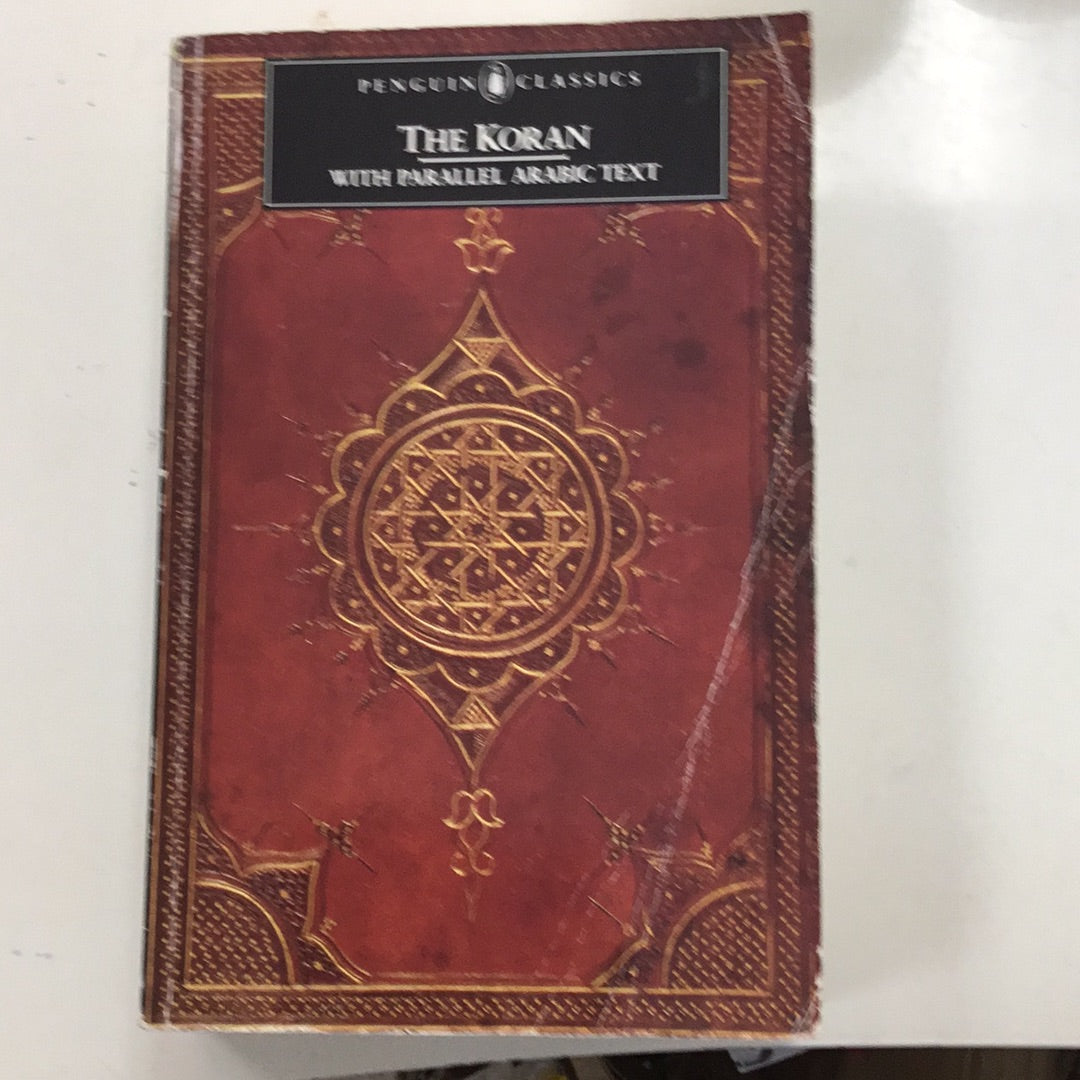 PENGUIN CLASSICS
THE KORAN
WITH PARALLEL ARABIC TEXT